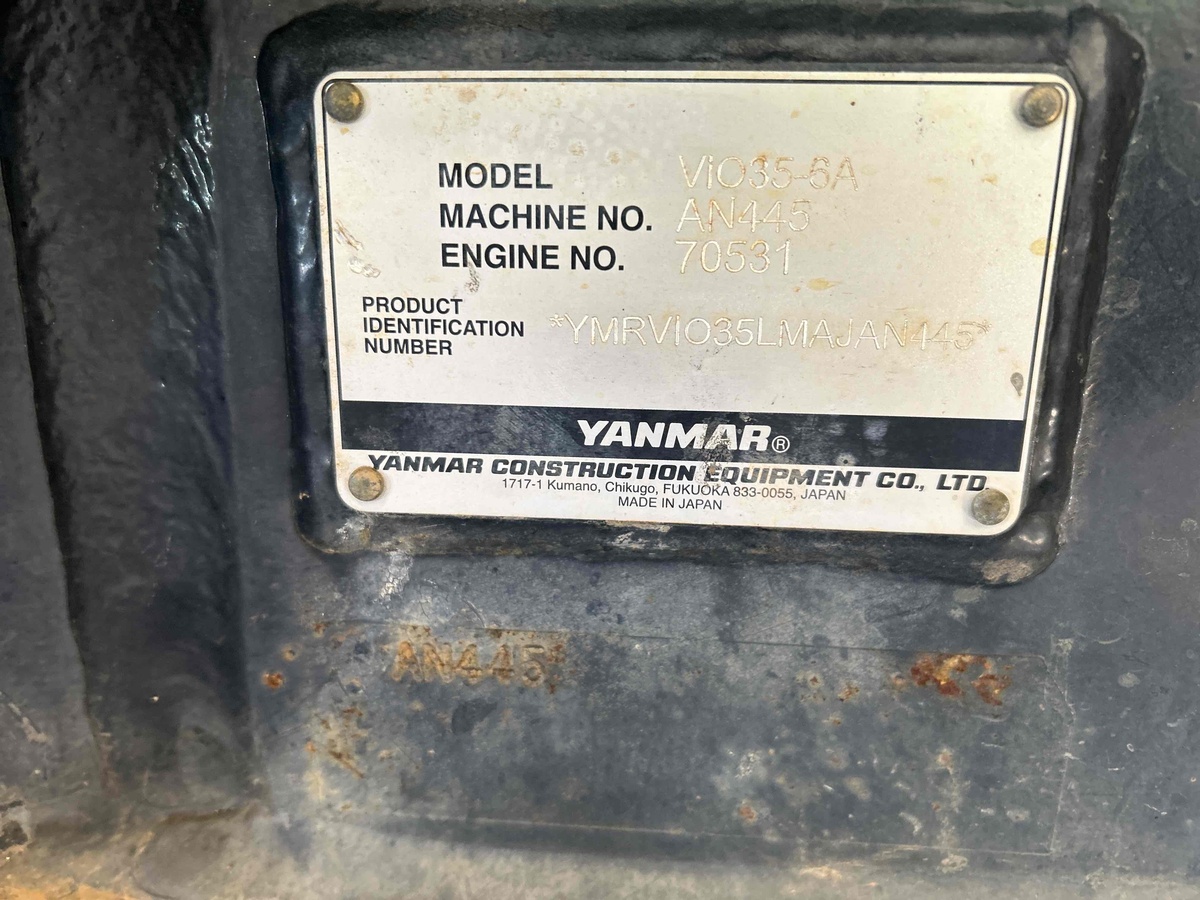 MODEL ViO35-6A
MACHINE NO. AN445
ENGINE NO. 70531
PRODUCT
IDENTIFICATION
NUMBER
*YMRVIO35LMAJAN445*
YANMAR®
YANMAR CONSTRUCTION EQUIPMENT CO., LTD.
1717-1 Kumano, Chikugo, FUKUOKA 833-0055, JAPAN
MADE IN JAPAN
AN445*